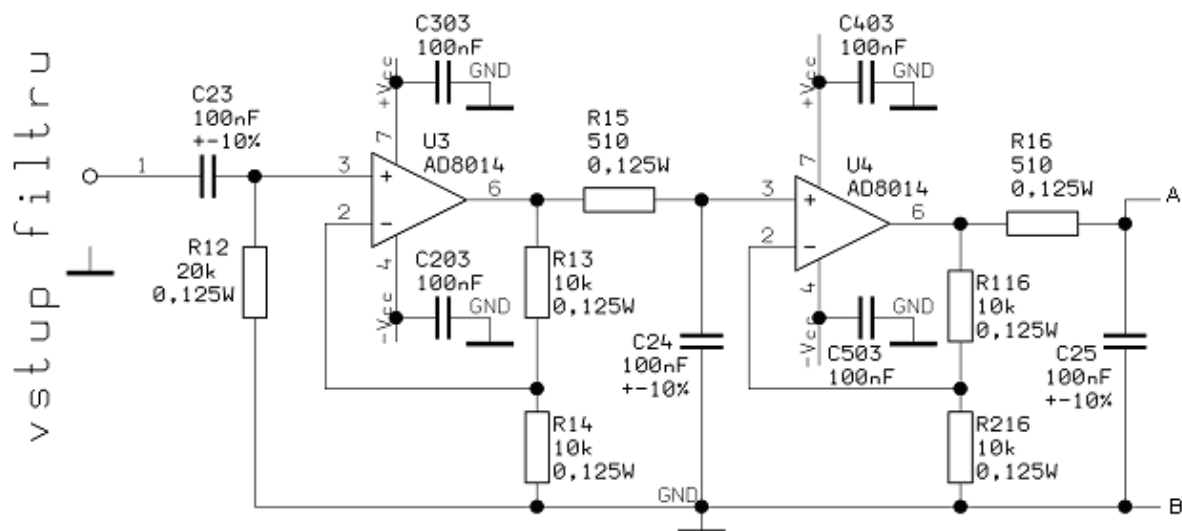 vstup filtru
1
C23
100nF
+-10%
R12
20k
0,125W
C303
100nF
GND
+Vcc
7
U3
AD8014
3
2
6
4
-Vcc
C203
100nF
GND
R13
10k
0,125W
R14
10k
0,125W
R15
510
0,125W
C24
100nF
+-10%
GND
C403
100nF
GND
+Vcc
7
U4
AD8014
3
2
6
4
-Vcc
GND
C503
100nF
R116
10k
0,125W
R216
10k
0,125W
R16
510
0,125W
C25
100nF
+-10%
A
B